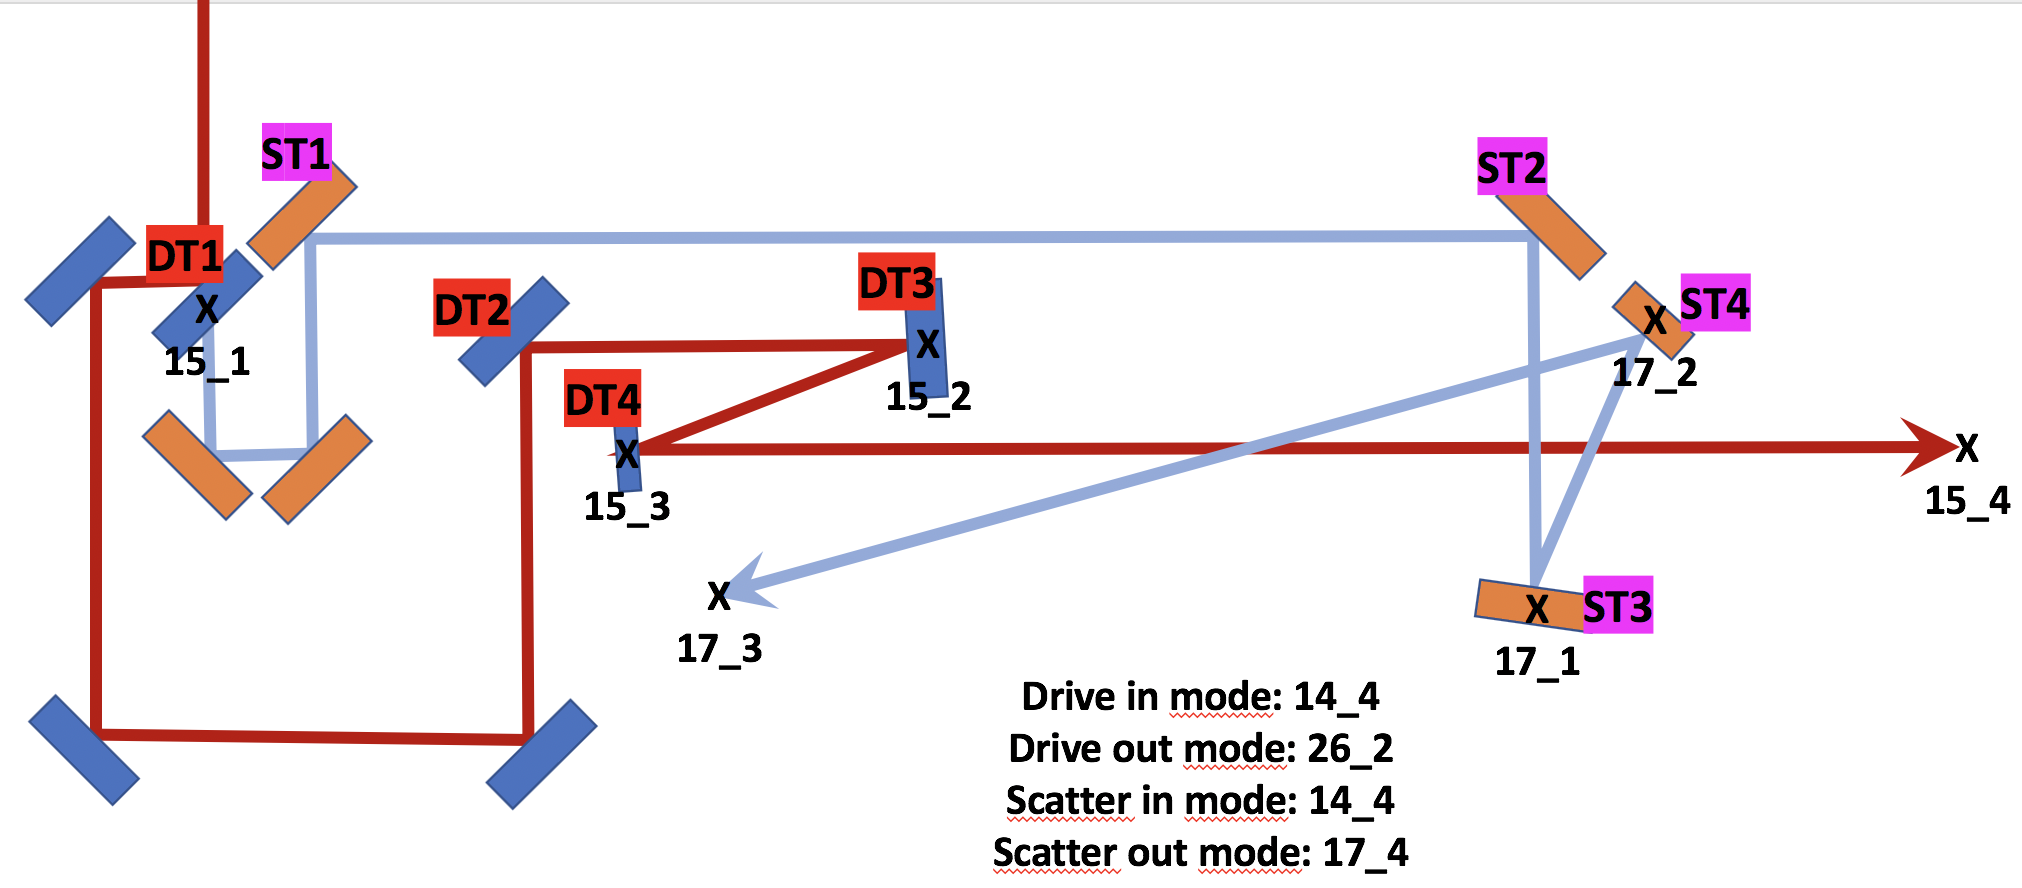 ST1
ST2
DT1
X
15_1
DT2
DT3
X
15_2
ST4
X
17_2
DT4
X
15_3
X
15_4
X
17_3
ST3
X
17_1
Drive in mode: 14_4
Drive out mode: 26_2
Scatter in mode: 14_4
Scatter out mode: 17_4